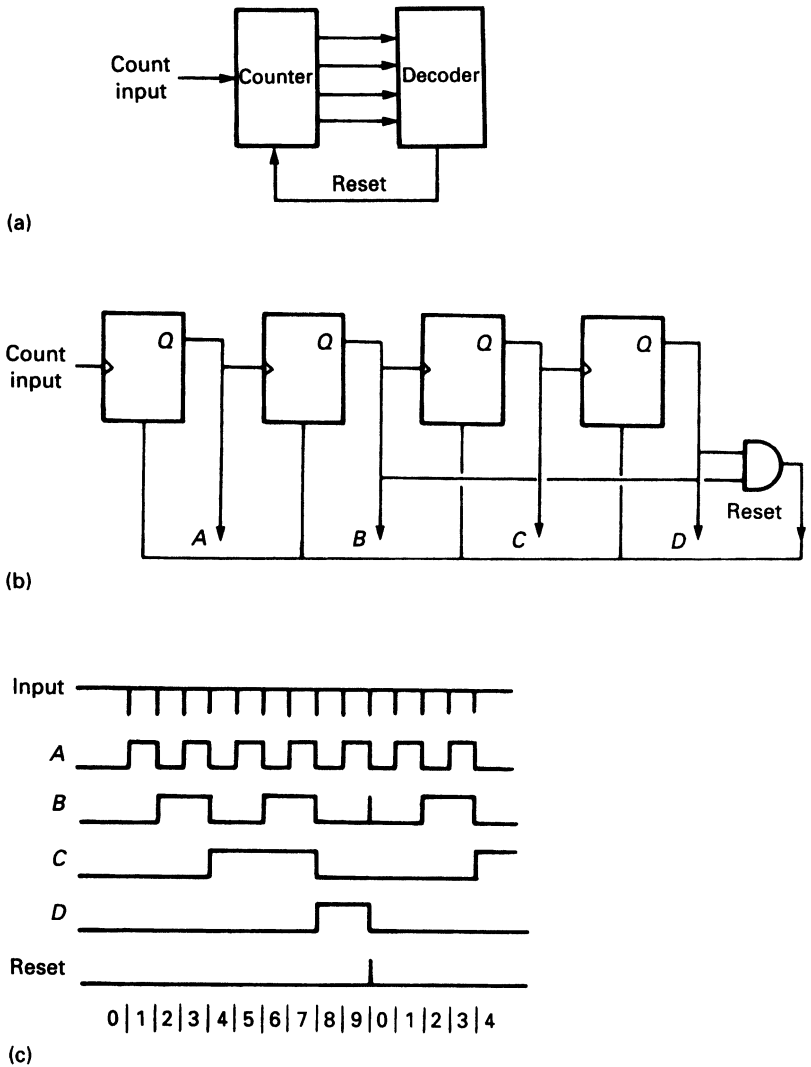 Count
input
Counter
Decoder
Reset
(a)
Q Q Q Q
Count
input
Reset
A B C D
(b)
Input
A
B
C
D
Reset
0|1|2|3|4|5|6|7|8|9|0|1|2|3|4
(c)